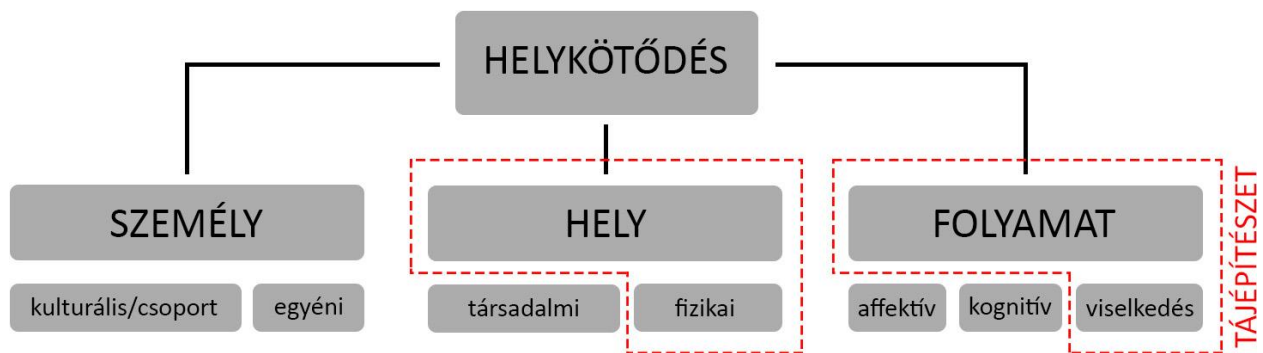 HELYKÖTŐDÉS
SZEMÉLY
HELY
FOLYAMAT
kulturális/csoport
egyéni
társadalmi
fizikai
affektív
kognitív
viselkedés
TÁJÉPÍTÉSZET